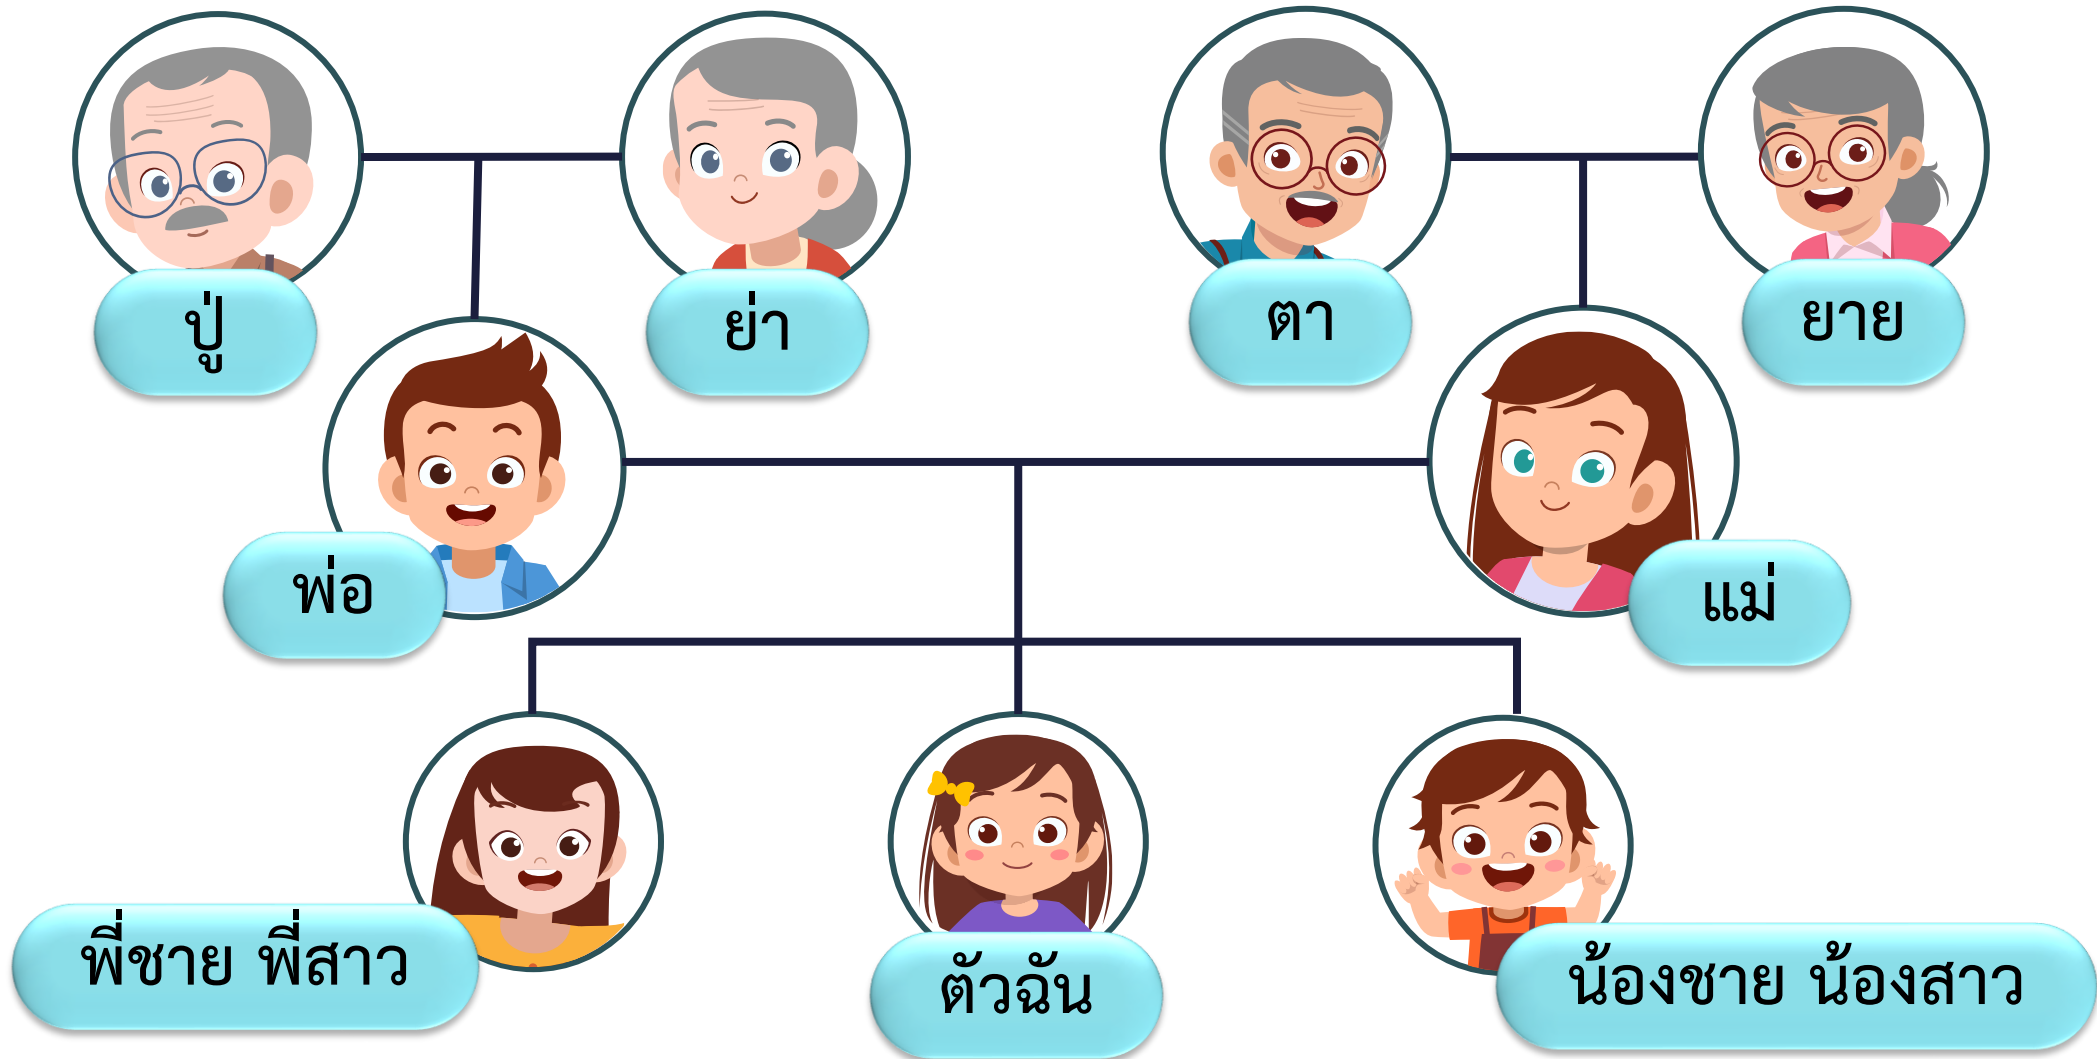 ปู่
ย่า
ตา
ยาย
พ่อ
แม่
พี่ชาย พี่สาว
ตัวฉัน
น้องชาย น้องสาว